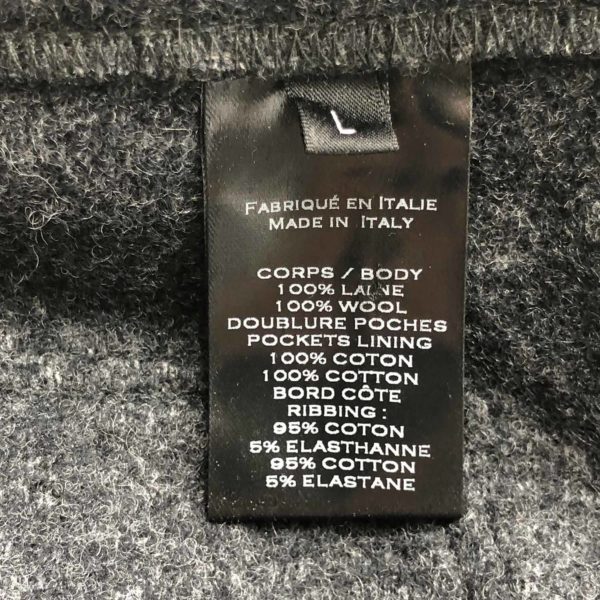 L
FABRIQUÉ EN ITALIE
MADE IN ITALY
CORPS / BODY
100% LAINE
100% WOOL
DOUBLURE POCHES
POCKETS LINING
100% COTON
100% COTTON
BORD CÔTE
RIBBING :
95% COTON
5% ELASTHANNE
95% COTTON
5% ELASTANE